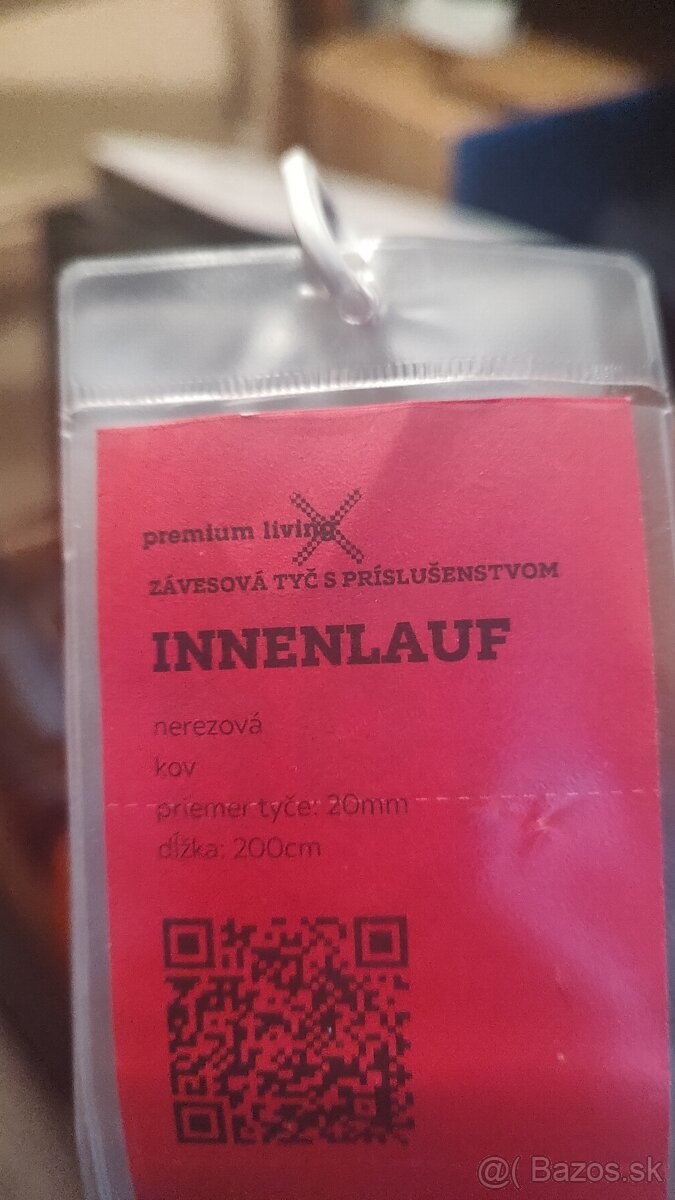 premium living
ZÁVESOVÁ TYČ S PRÍSLUŠENSTVOM
INNENLAUF
nerezová
kov
priemer tyče: 20mm
dĺžka: 200cm
@( Bazos.sk